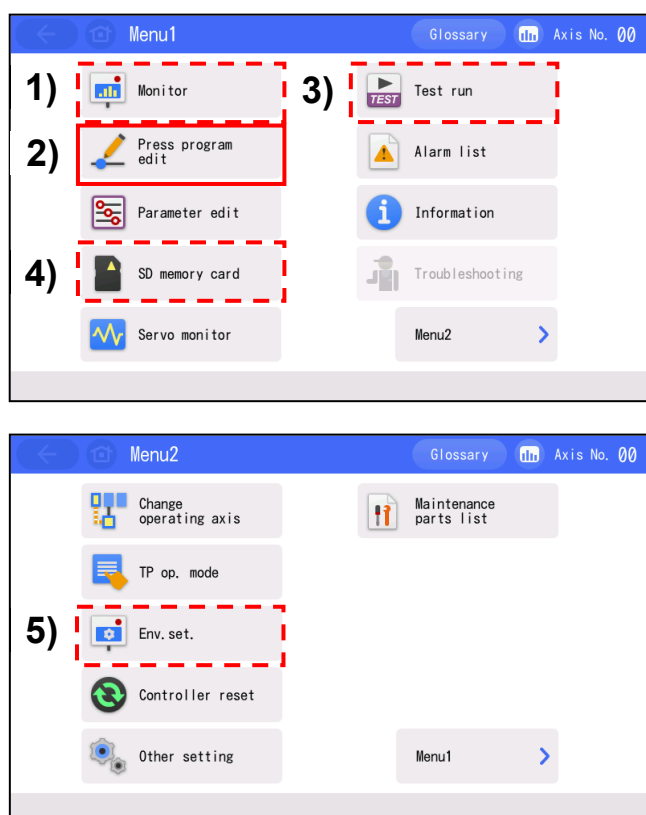 Menu1
Glossary
Axis No. 00
1)
Monitor
3)
TEST
Test run
2)
Press program
edit
Alarm list
Parameter edit
Information
4)
SD memory card
Troubleshooting
Servo monitor
Menu2
Menu2
Glossary
Axis No. 00
Change
operating axis
Maintenance
parts list
TP op. mode
5)
Env.set.
Controller reset
Other setting
Menu1